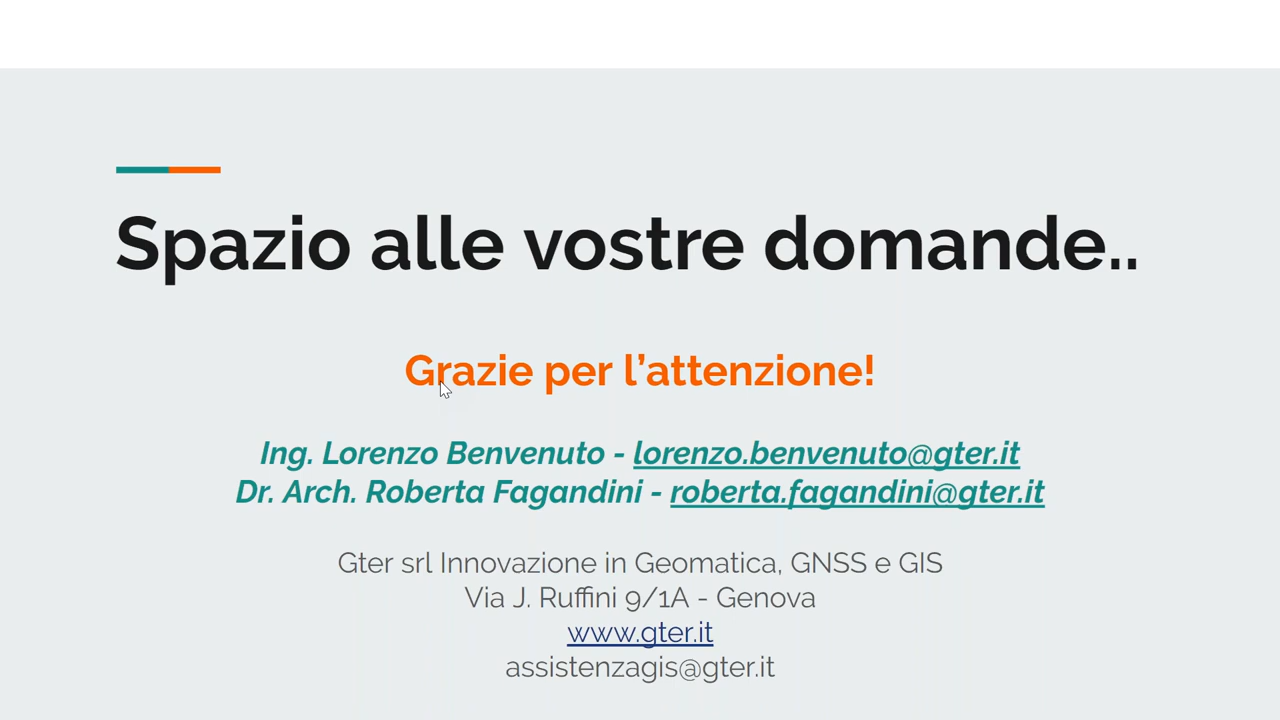 Spazio alle vostre domande..
Grazie per l’attenzione!
Ing. Lorenzo Benvenuto - lorenzo.benvenuto@gter.it
Dr. Arch. Roberta Fagandini - roberta.fagandini@gter.it
Gter srl Innovazione in Geomatica, GNSS e GIS
Via J. Ruffini 9/1A - Genova
www.gter.it
assistenzagis@gter.it